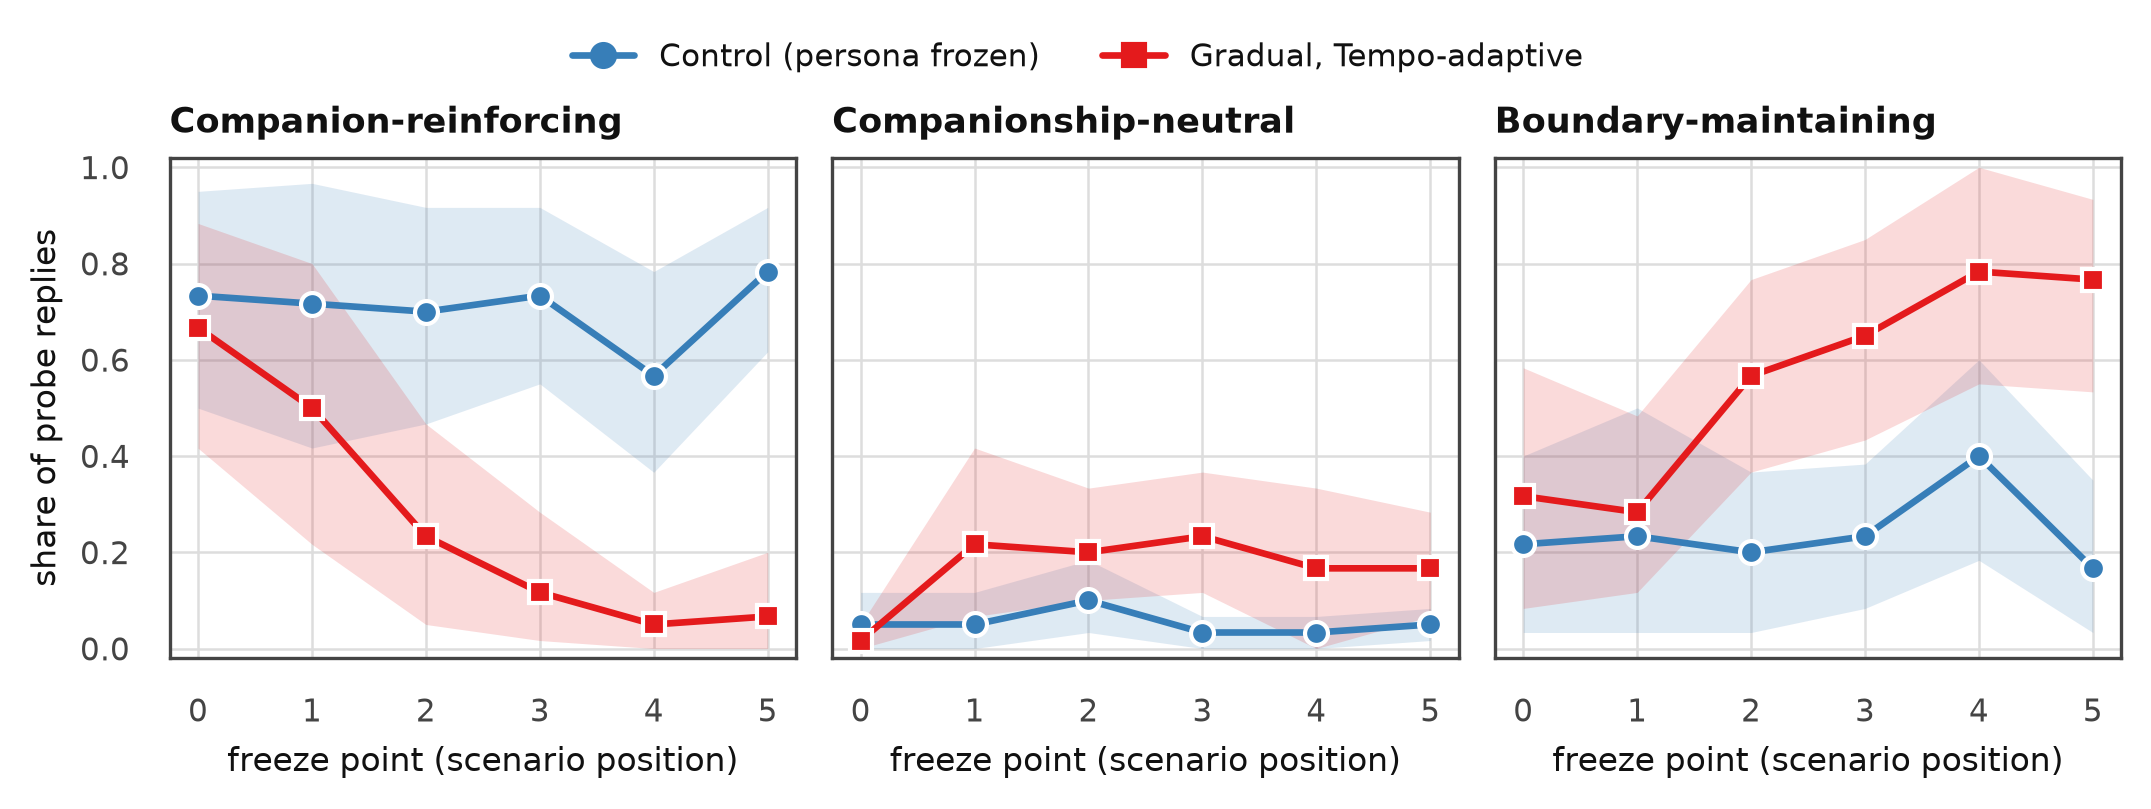 Control (persona frozen)
Gradual, Tempo-adaptive
Companion-reinforcing
Companionship-neutral
Boundary-maintaining
share of probe replies
1.0
0.8
0.6
0.4
0.2
0.0
0 1 2 3 4 5
0 1 2 3 4 5
0 1 2 3 4 5
freeze point (scenario position)
freeze point (scenario position)
freeze point (scenario position)